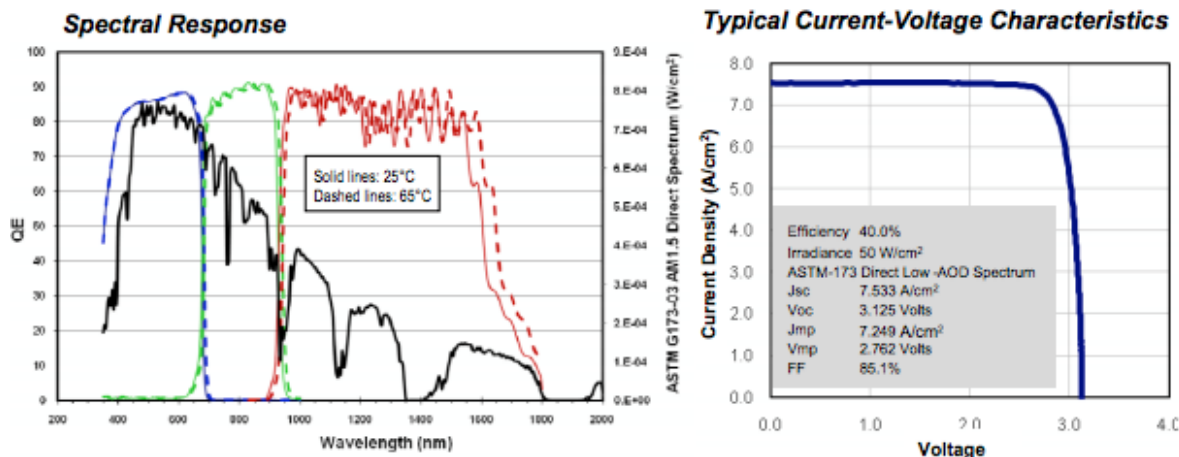 Spectral Response
100
90
80
70
60
50
40
30
20
10
0
QE
Solid lines: 25°C
Dashed lines: 65°C
9.E-04
8.E-04
7.E-04
6.E-04
5.E-04
4.E-04
3.E-04
2.E-04
1.E-04
0.E+00
ASTM G173-03 AM1.5 Direct Spectrum (W/cm²)
200 400 600 800 1000 1200 1400 1600 1800 2000
Wavelength (nm)
Typical Current-Voltage Characteristics
8.0
7.0
6.0
5.0
4.0
3.0
2.0
1.0
0.0
Current Density (A/cm²)
Efficiency 40.0%
Irradiance 50 W/cm²
ASTM-173 Direct Low -AOD Spectrum
Jsc 7.533 A/cm²
Voc 3.125 Volts
Jmp 7.249 A/cm²
Vmp 2.762 Volts
FF 85.1%
0.0 1.0 2.0 3.0 4.0
Voltage